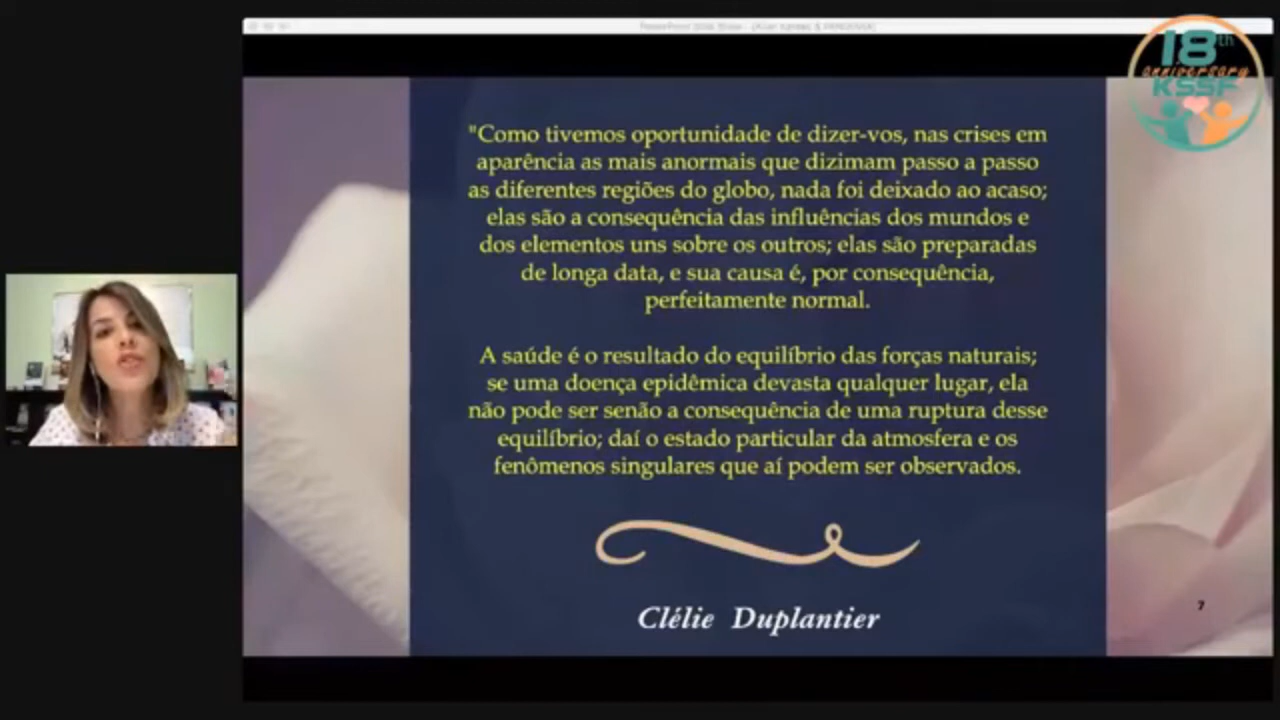 18th
anniversary
KSSF
"Como tivemos oportunidade de dizer-vos, nas crises em
aparência as mais anormais que dizimam passo a passo
as diferentes regiões do globo, nada foi deixado ao acaso;
elas são a consequência das influências dos mundos e
dos elementos uns sobre os outros; elas são preparadas
de longa data, e sua causa é, por consequência,
perfeitamente normal.
A saúde é o resultado do equilíbrio das forças naturais;
se uma doença epidêmica devasta qualquer lugar, ela
não pode ser senão a consequência de uma ruptura desse
equilíbrio; daí o estado particular da atmosfera e os
fenômenos singulares que aí podem ser observados.
Clélie Duplantier
7